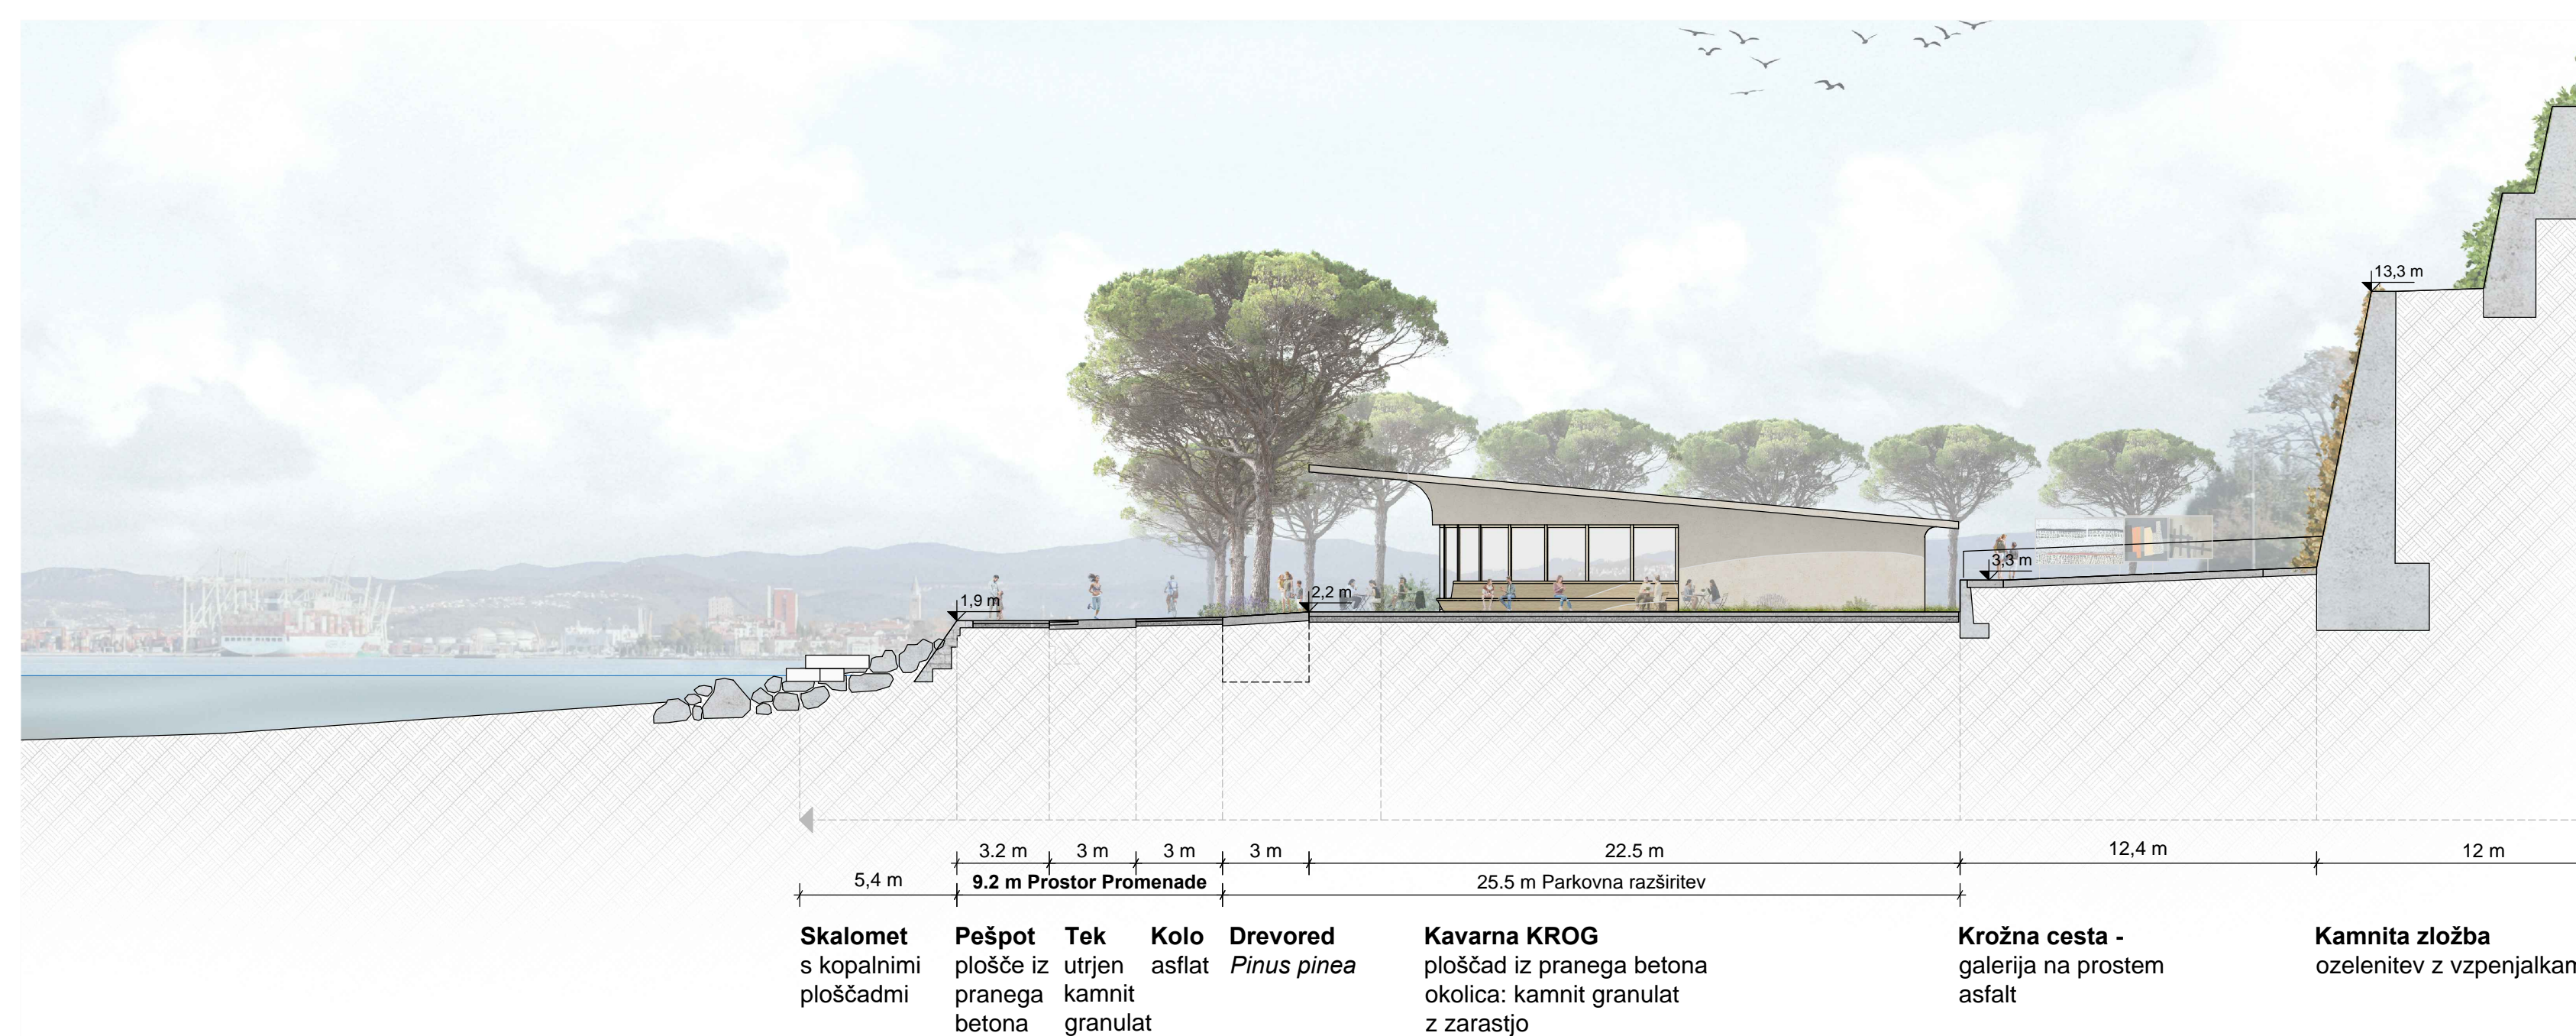 13,3 m
3,3 m
1,9 m
2,2 m
3.2 m
3 m
3 m
3 m
22.5 m
12,4 m
12 m
5,4 m
9.2 m Prostor Promenade
25.5 m Parkovna razširitev
Skalomet
s kopalnimi
ploščadmi
Pešpot
plošče iz
pranega
betona
Tek
utrjen
kamnit
granulat
Kolo
asflat
Drevored
Pinus pinea
Kavarna KROG
ploščad iz pranega betona
okolica: kamnit granulat
z zarastjo
Krožna cesta -
galerija na prostem
asfalt
Kamnita zložba
ozelenitev z vzpenjalkam